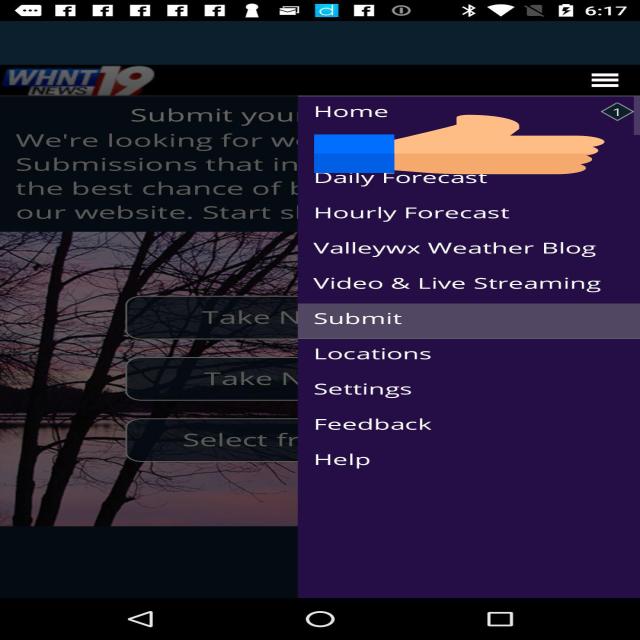 6:17
WHNT 19
NEWS
Submit your
We're looking for w
Submissions that in
the best chance of b
our website. Start s
Take N
Take N
Select fr
Home
1
Daily Forecast
Hourly Forecast
Valleywx Weather Blog
Video & Live Streaming
Submit
Locations
Settings
Feedback
Help